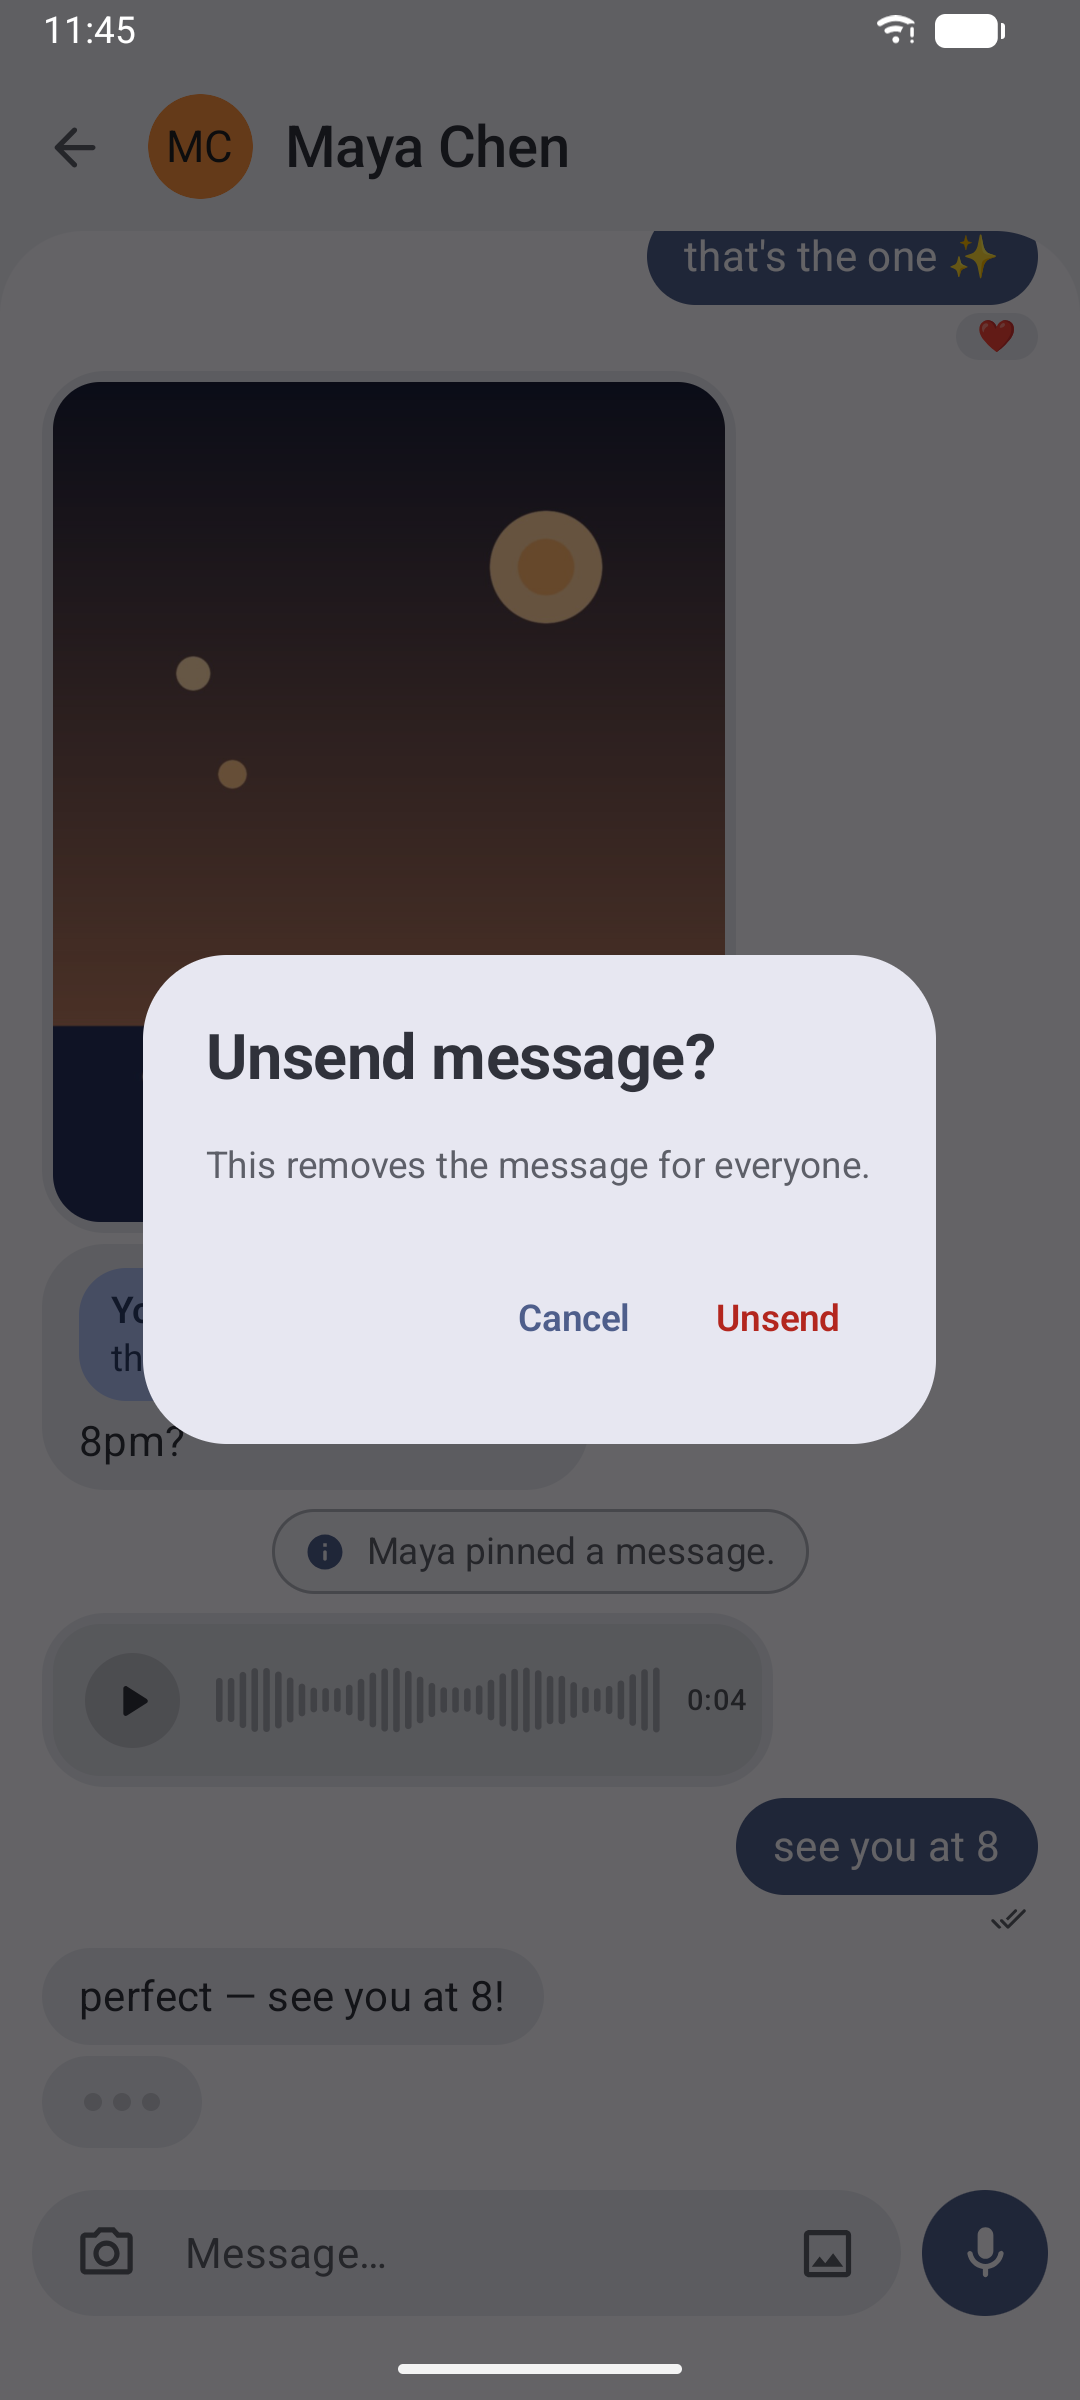 11:45
MC
Maya Chen
that's the one ✨
❤️
Unsend message?
This removes the message for everyone.
Cancel
Unsend
8pm?
Maya pinned a message.
0:04
see you at 8
perfect — see you at 8!
Message…